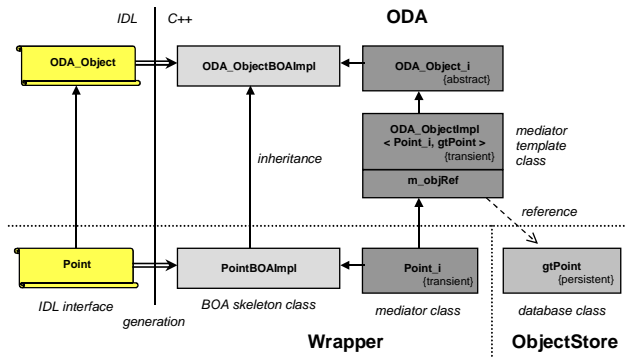 IDL
C++
ODA
ODA_Object
ODA_ObjectBOAImpl
ODA_Object_i
{abstract}
ODA_ObjectImpl
< Point_i, gtPoint >
{transient}
m_objRef
mediator
template
class
inheritance
reference
Point
PointBOAImpl
Point_i
{transient}
gtPoint
{persistent}
IDL interface
BOA skeleton class
mediator class
database class
generation
Wrapper
ObjectStore